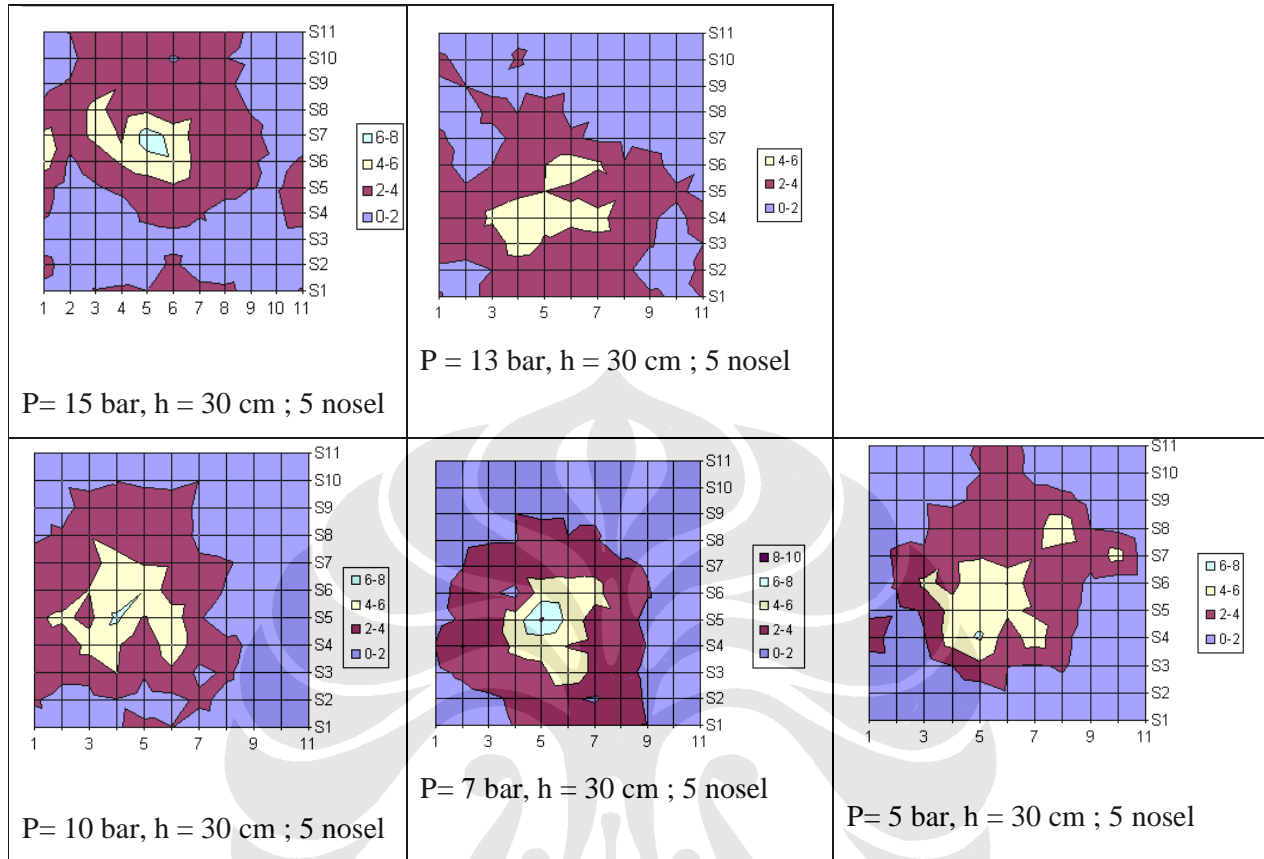 S11
S10
S9
S8
S7
S6
S5
S4
S3
S2
S1
1 2 3 4 5 6 7 8 9 10 11
6-8
4-6
2-4
0-2
P= 15 bar, h = 30 cm ; 5 nosel
S11
S10
S9
S8
S7
S6
S5
S4
S3
S2
S1
1 3 5 7 9 11
4-6
2-4
0-2
P = 13 bar, h = 30 cm ; 5 nosel
S11
S10
S9
S8
S7
S6
S5
S4
S3
S2
S1
1 3 5 7 9 11
6-8
4-6
2-4
0-2
P= 10 bar, h = 30 cm ; 5 nosel
S11
S10
S9
S8
S7
S6
S5
S4
S3
S2
S1
1 3 5 7 9 11
8-10
6-8
4-6
2-4
0-2
P= 7 bar, h = 30 cm ; 5 nosel
S11
S10
S9
S8
S7
S6
S5
S4
S3
S2
S1
1 3 5 7 9 11
6-8
4-6
2-4
0-2
P= 5 bar, h = 30 cm ; 5 nosel